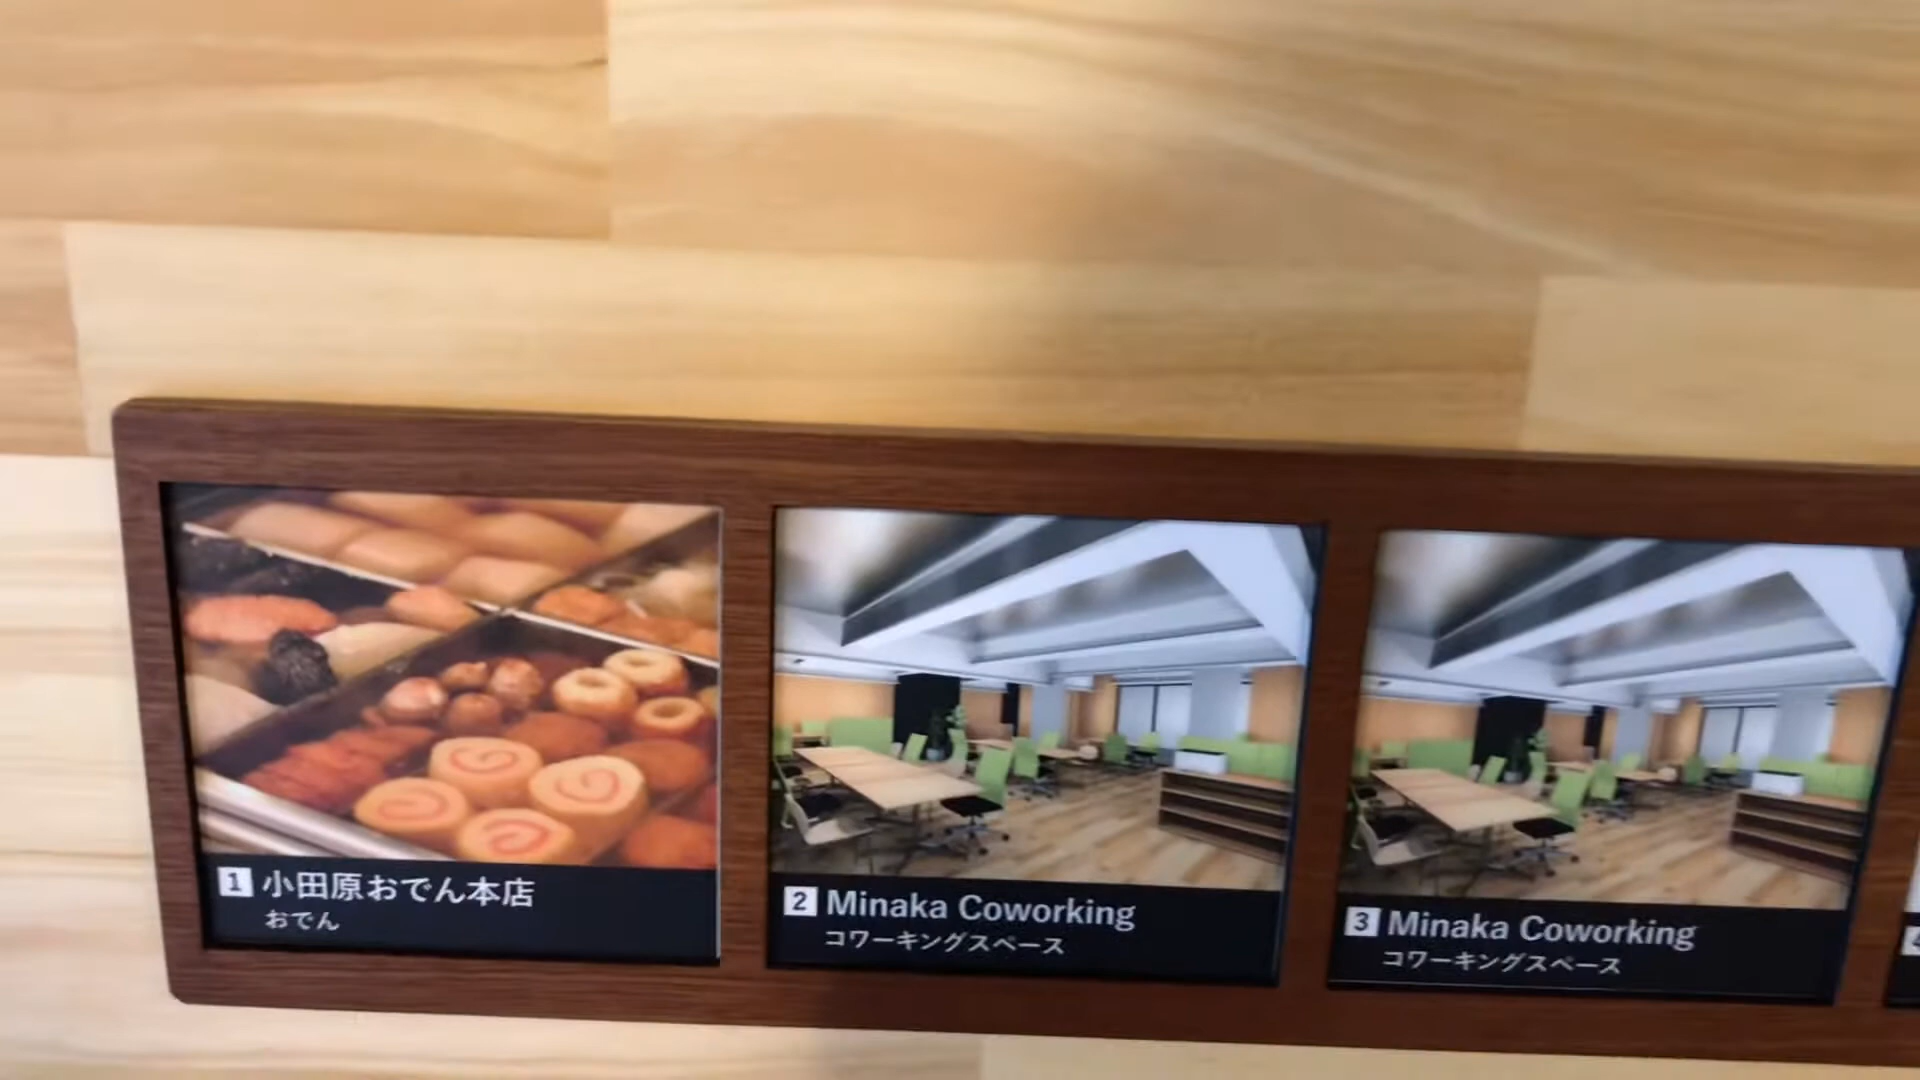 1 小田原おでん本店
おでん
2 Minaka Coworking
コワーキングスペース
3 Minaka Coworking
コワーキングスペース